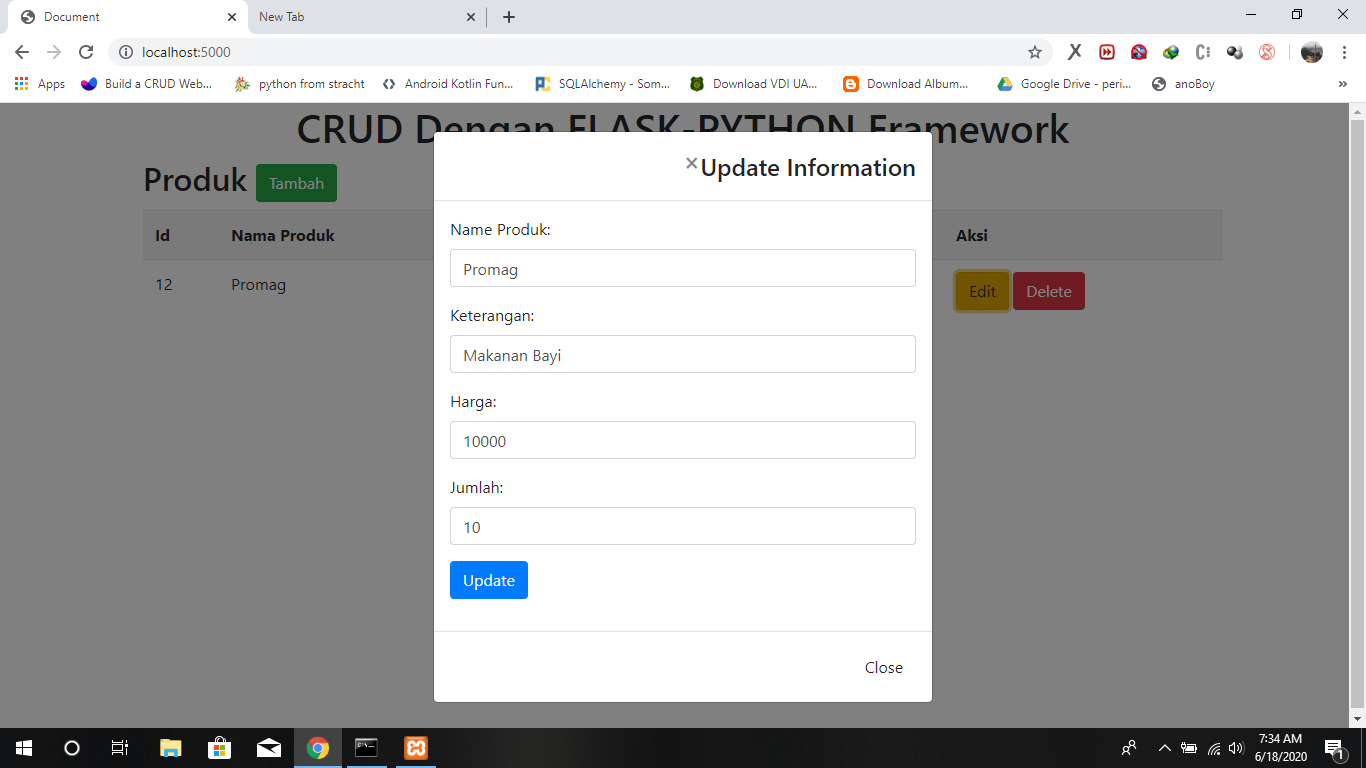 Document
New Tab
localhost:5000
Apps
Build a CRUD Web...
python from stracht
Android Kotlin Fun...
SQLAlchemy - Som...
Download VDI UA...
Download Album...
Google Drive - peri...
anoBoy
»
CRUD Dengan FLASK-PYTHON Framework
Produk Tambah
Id Nama Produk Aksi
12 Promag Edit Delete
×Update Information
Name Produk:
Promag
Keterangan:
Makanan Bayi
Harga:
10000
Jumlah:
10
Update
Close
7:34 AM
6/18/2020
1